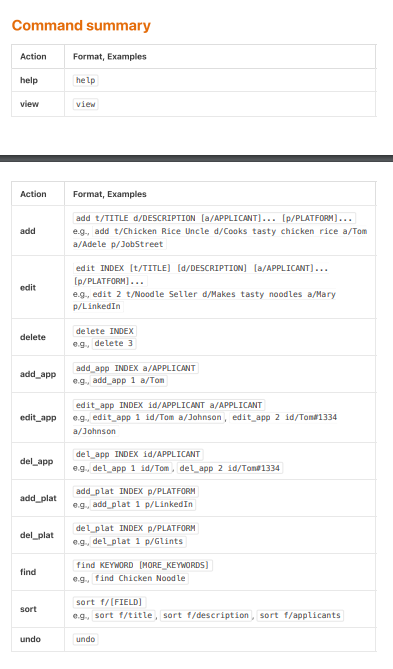 Command summary
Action Format, Examples
help help
view view
Action Format, Examples
add add t/TITLE d/DESCRIPTION [a/APPLICANT]... [p/PLATFORM]...
e.g., add t/Chicken Rice Uncle d/Cooks tasty chicken rice a/Tom
a/Adele p/JobStreet
edit edit INDEX [t/TITLE] [d/DESCRIPTION] [a/APPLICANT]...
[p/PLATFORM]...
e.g., edit 2 t/Noodle Seller d/Makes tasty noodles a/Mary
p/LinkedIn
delete delete INDEX
e.g., delete 3
add_app add_app INDEX a/APPLICANT
e.g., add_app 1 a/Tom
edit_app edit_app INDEX id/APPLICANT a/APPLICANT
e.g., edit_app 1 id/Tom a/Johnson, edit_app 2 id/Tom#1334
a/Johnson
del_app del_app INDEX id/APPLICANT
e.g., del_app 1 id/Tom, del_app 2 id/Tom#1334
add_plat add_plat INDEX p/PLATFORM
e.g., add_plat 1 p/LinkedIn
del_plat del_plat INDEX p/PLATFORM
e.g., del_plat 1 p/Glints
find find KEYWORD [MORE_KEYWORDS]
e.g., find Chicken Noodle
sort sort f/[FIELD]
e.g., sort f/title, sort f/description, sort f/applicants
undo undo